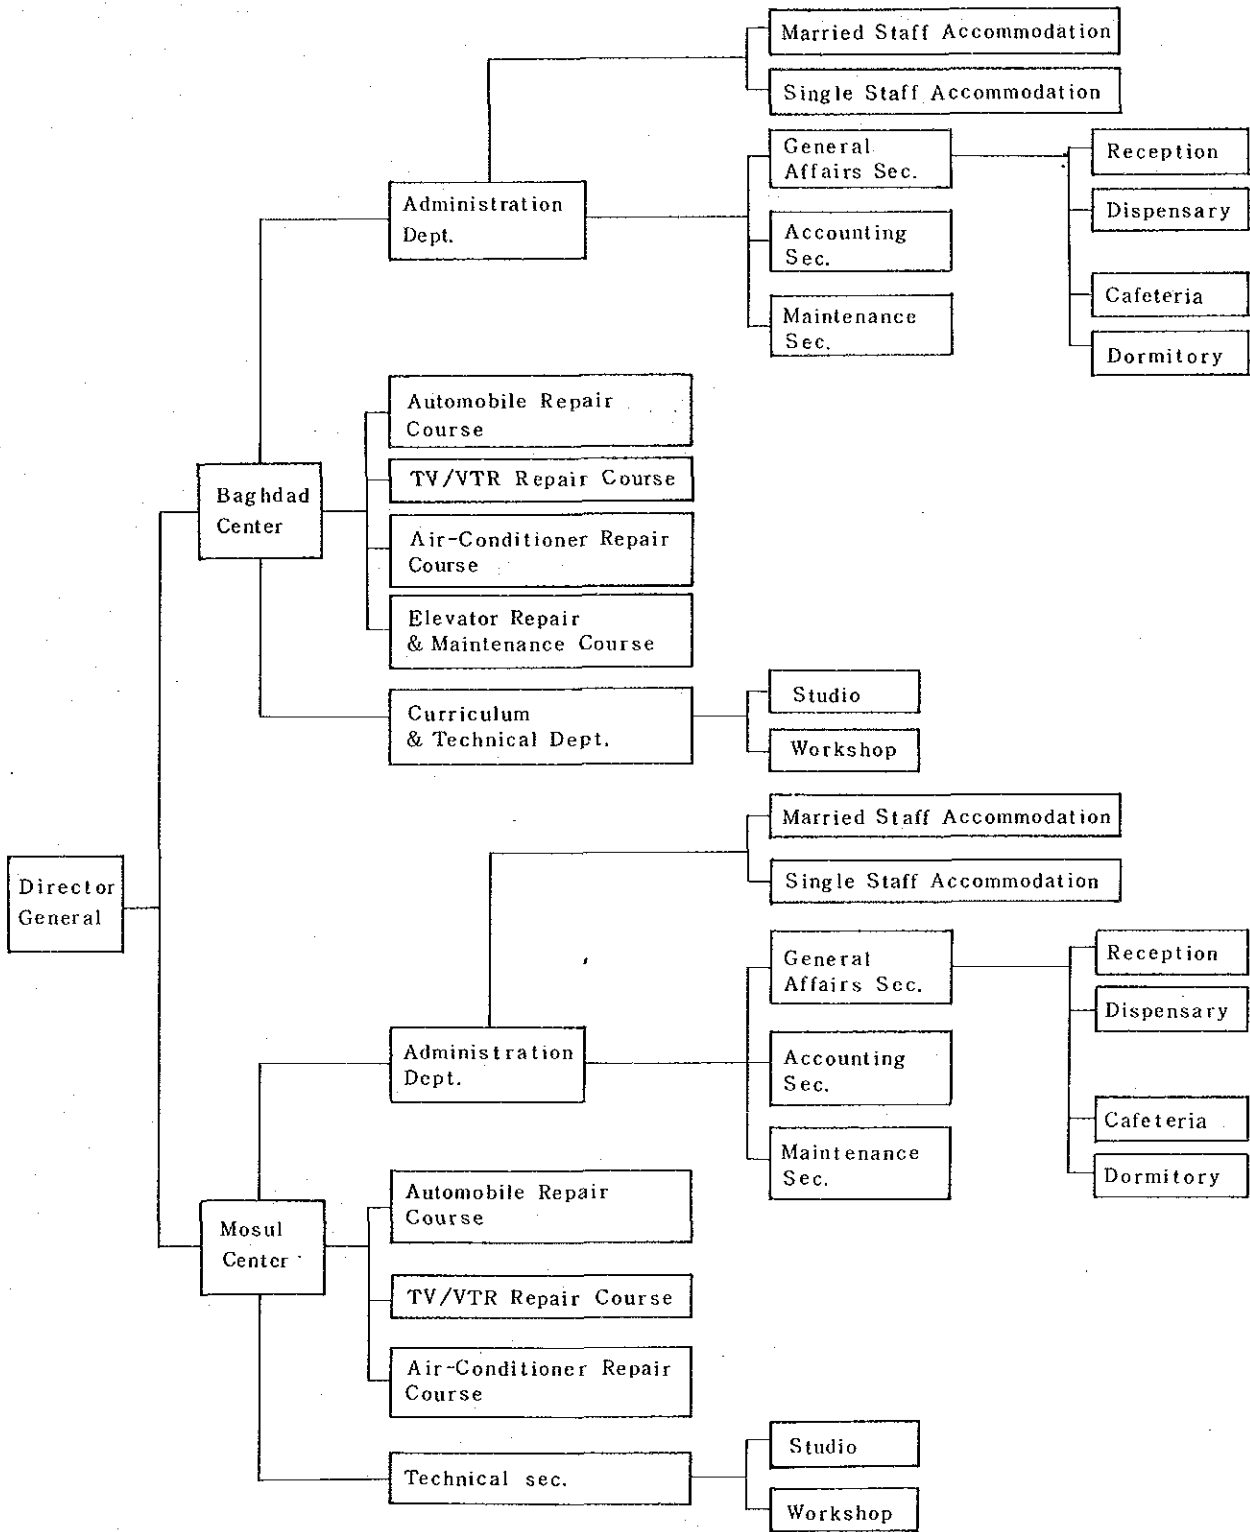 Married Staff Accommodation
Single Staff Accommodation
General
Affairs Sec.
Reception
Dispensary
Administration
Dept.
Accounting
Sec.
Cafeteria
Maintenance
Sec.
Dormitory
Automobile Repair
Course
TV/VTR Repair Course
Baghdad
Center
Air-Conditioner Repair
Course
Elevator Repair
& Maintenance Course
Curriculum
& Technical Dept.
Studio
Workshop
Married Staff Accommodation
Single Staff Accommodation
Director
General
General
Affairs Sec.
Reception
Dispensary
Administration
Dept.
Accounting
Sec.
Cafeteria
Maintenance
Sec.
Dormitory
Automobile Repair
Course
Mosul
Center
TV/VTR Repair Course
Air-Conditioner Repair
Course
Technical sec.
Studio
Workshop